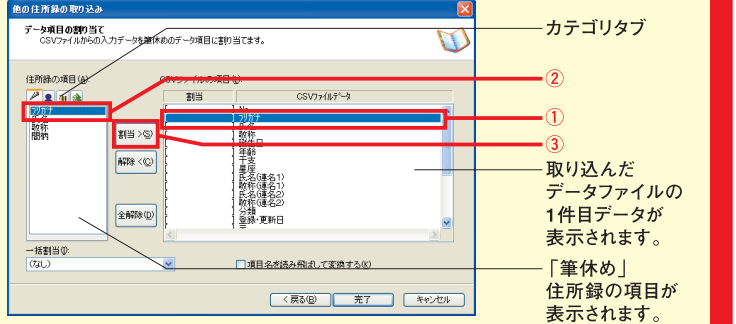 他の住所録の取り込み
データ項目の割り当て
CSVファイルからの入力データを筆休めのデータ項目に割り当てます。
住所録の項目(A):
CSVファイルの項目(L):
フリガナ
氏名
敬称
間柄
割当 >(S)
解除 <(C)
全解除(D)
割当
CSVファイルデータ
No
フリガナ
氏名
敬称
誕生日
年齢
干支
星座
氏名(連名1)
敬称(連名1)
氏名(連名2)
敬称(連名2)
分類
登録・更新日
一括割当(I):
(なし)
項目名を読み飛ばして変換する(K)
< 戻る(B)
完了
キャンセル
カテゴリタブ
②
①
③
取り込んだ
データファイルの
1件目データが
表示されます。
「筆休め」
住所録の項目が
表示されます。